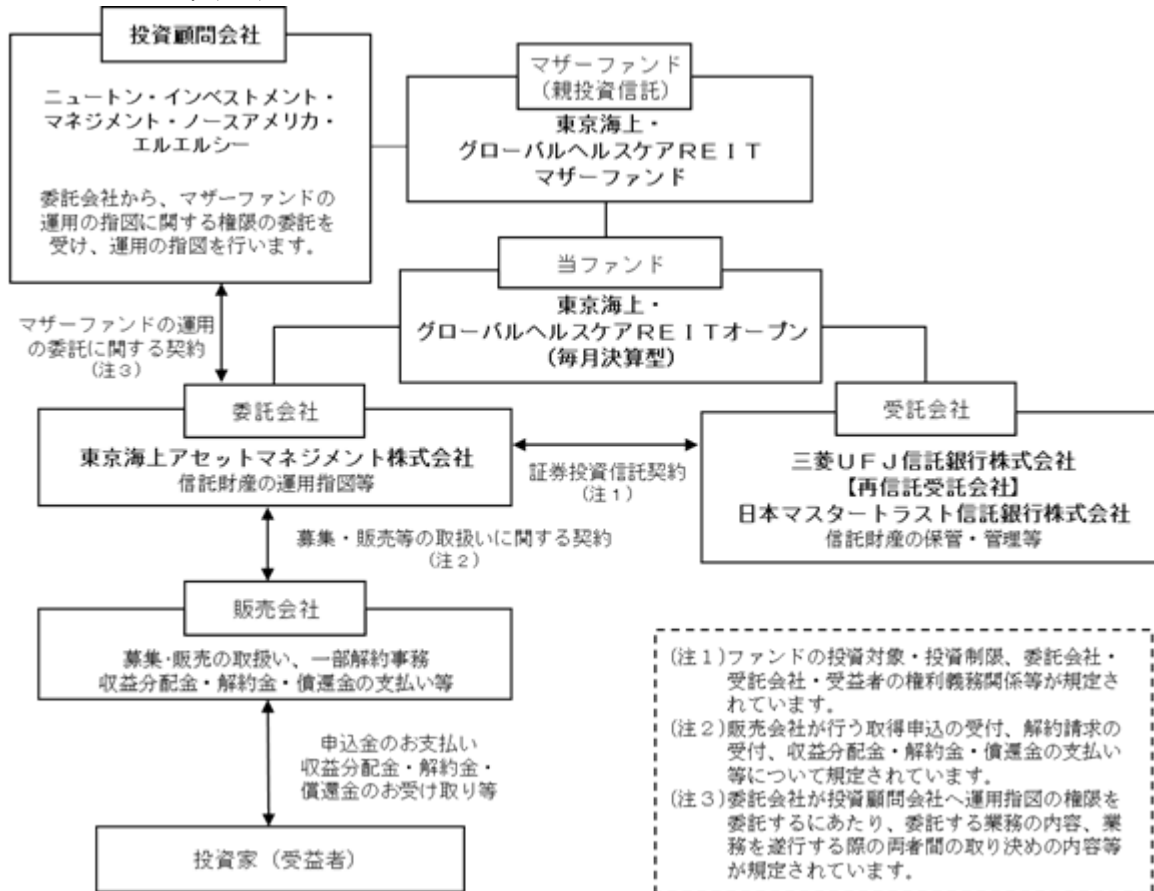 投資顧問会社
ニュートン・インベストメント・
マネジメント・ノースアメリカ・
エルエルシー
委託会社から、マザーファンドの
運用の指図に関する権限の委託を
受け、運用の指図を行います。
マザーファンド
(親投資信託)
東京海上・
グローバルヘルスケアREIT
マザーファンド
当ファンド
東京海上・
グローバルヘルスケアREITオープン
(毎月決算型)
マザーファンドの運用
の委託に関する契約
(注3)
委託会社
東京海上アセットマネジメント株式会社
信託財産の運用指図等
証券投資信託契約
(注1)
受託会社
三菱UFJ信託銀行株式会社
【再信託受託会社】
日本マスタートラスト信託銀行株式会社
信託財産の保管・管理等
募集・販売等の取扱いに関する契約
(注2)
販売会社
募集・販売の取扱い、一部解約事務
収益分配金・解約金・償還金の支払い等
申込金のお支払い
収益分配金・解約金・
償還金のお受け取り等
投資家(受益者)
(注1)ファンドの投資対象・投資制限、委託会社・
受託会社・受益者の権利義務関係等が規定さ
れています。
(注2)販売会社が行う取得申込の受付、解約請求の
受付、収益分配金・解約金・償還金の支払い
等について規定されています。
(注3)委託会社が投資顧問会社へ運用指図の権限を
委託するにあたり、委託する業務の内容、業
務を遂行する際の両者間の取り決めの内容等
が規定されています。